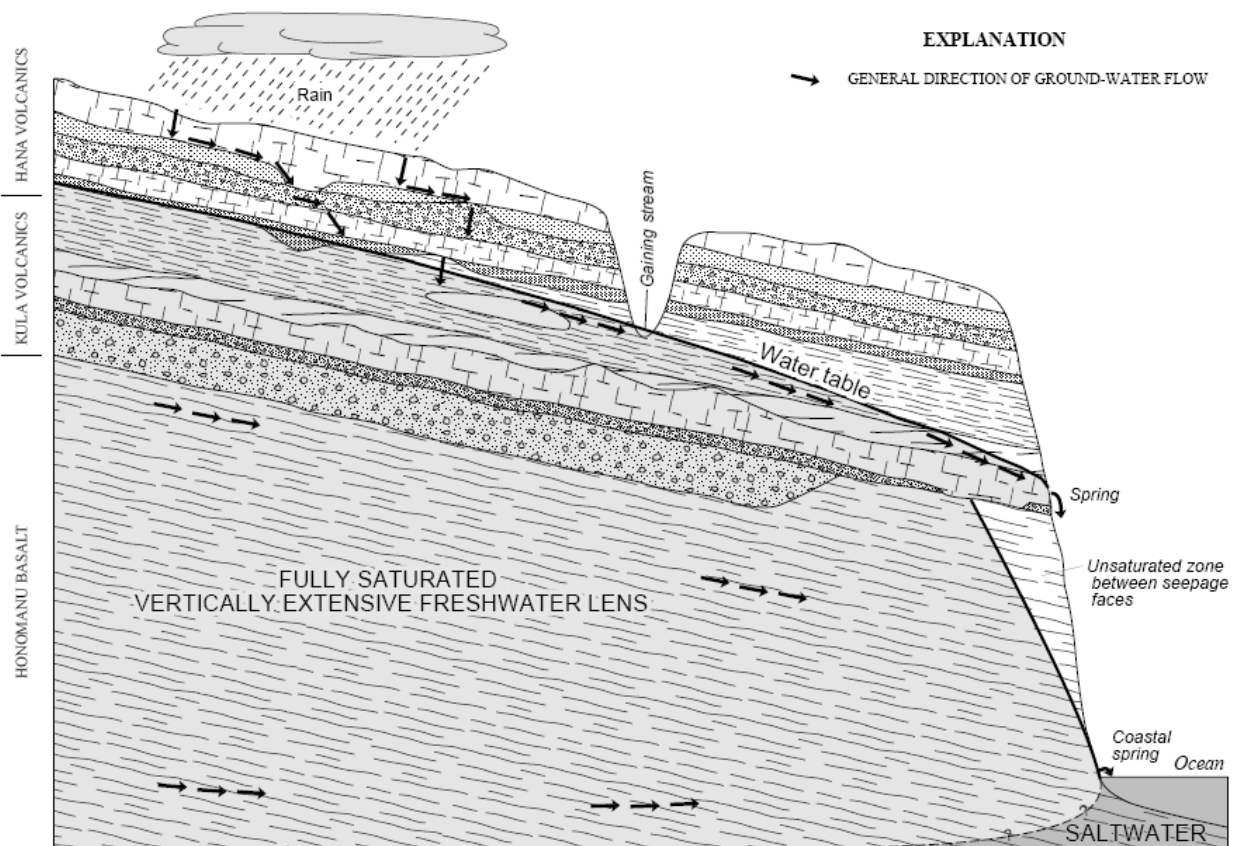 EXPLANATION
GENERAL DIRECTION OF GROUND-WATER FLOW
HANA VOLCANICS
KULA VOLCANICS
HONOMANU BASALT
Rain
Gaining stream
Water table
Spring
Unsaturated zone
between seepage
faces
FULLY SATURATED
VERTICALLY EXTENSIVE FRESHWATER LENS
Coastal
spring
Ocean
?
?
SALTWATER